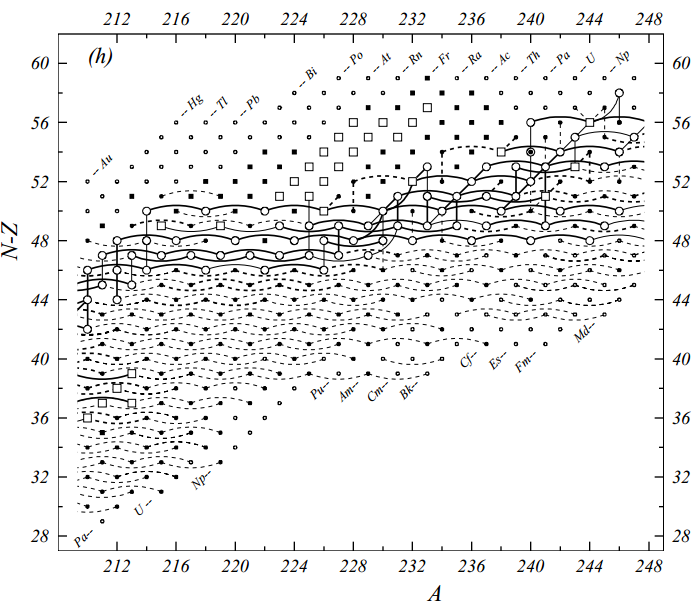 212 216 220 224 228 232 236 240 244 248
(h)
-- Po -- At -- Rn -- Fr -- Ra -- Ac -- Th -- Pa -- U -- Np
60 60
-- Bi
-- Hg -- Tl -- Pb
56 56
-- Au
52 52
N-Z
48 48
44 44
Md--
40 40
Cf-- Es-- Fm--
Pu-- Am-- Cm-- Bk--
36 36
32 32
Np--
U --
28 28
Pa--
212 216 220 224 228 232 236 240 244 248
A